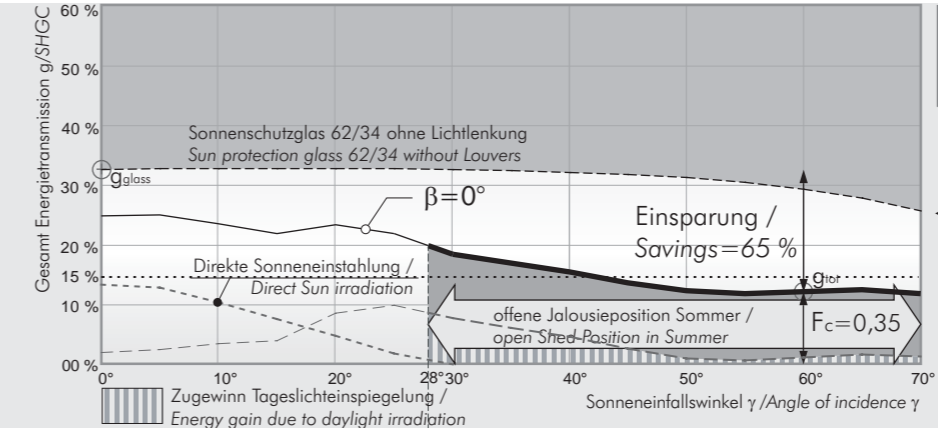 Gesamt Energietransmission g/SHGC
60 %
50 %
40 %
30 %
20 %
15 %
10 %
00 %
Sonnenschutzglas 62/34 ohne Lichtlenkung
Sun protection glass 62/34 without Louvers
gglass
β=0°
Einsparung /
Savings=65 %
Direkte Sonneneinstahlung /
Direct Sun irradiation
gtot
offene Jalousieposition Sommer /
open Shed Position in Summer
Fc=0,35
0° 10° 20° 28° 30° 40° 50° 60° 70°
Zugewinn Tageslichteinspiegelung /
Energy gain due to daylight irradiation
Sonneneinfallswinkel γ /Angle of incidence γ